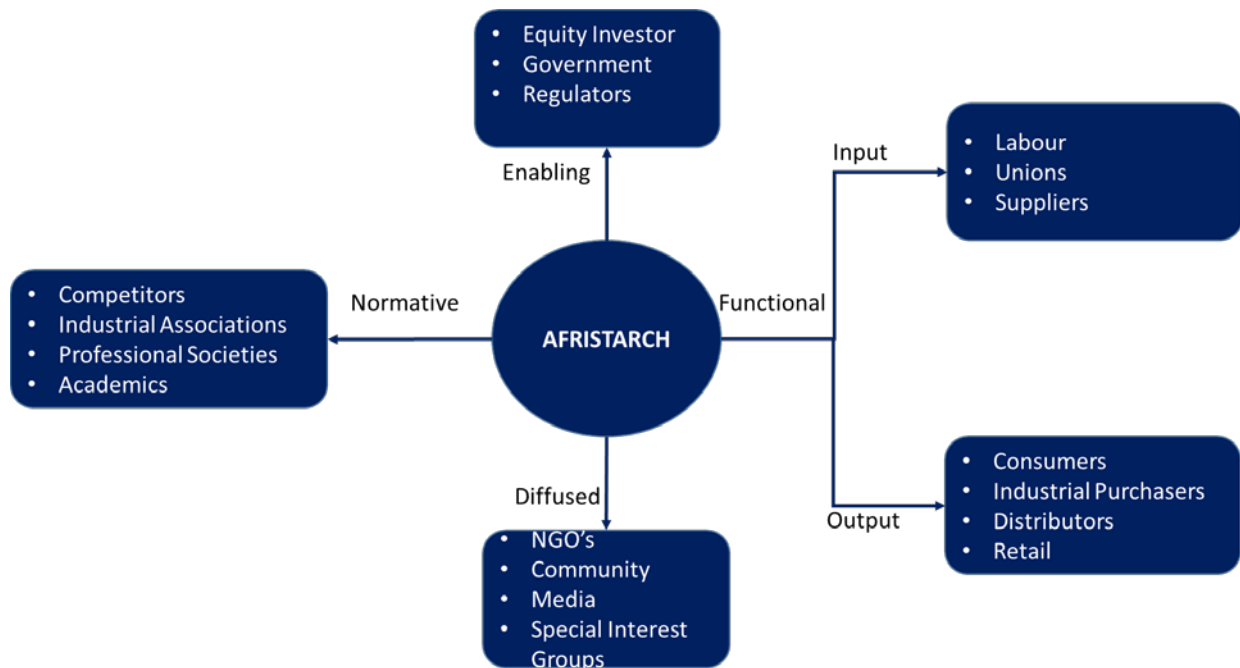 • Equity Investor
• Government
• Regulators
Enabling
Input
• Labour
• Unions
• Suppliers
• Competitors
• Industrial Associations
• Professional Societies
• Academics
Normative
AFRISTARCH
Functional
Diffused
• NGO's
• Community
• Media
• Special Interest
Groups
Output
• Consumers
• Industrial Purchasers
• Distributors
• Retail